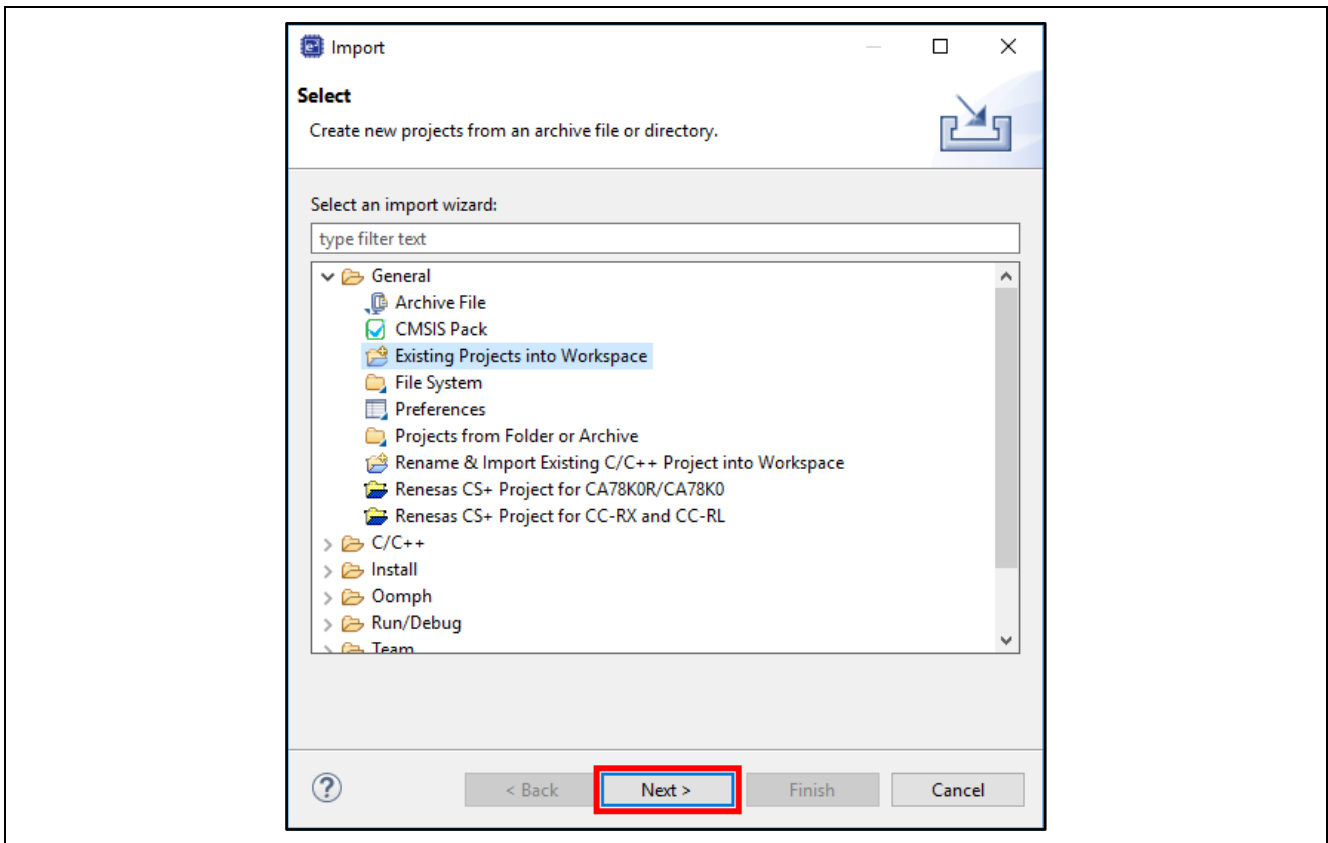 Import
Select
Create new projects from an archive file or directory.
Select an import wizard:
type filter text
General
Archive File
CMSIS Pack
Existing Projects into Workspace
File System
Preferences
Projects from Folder or Archive
Rename & Import Existing C/C++ Project into Workspace
Renesas CS+ Project for CA78K0R/CA78K0
Renesas CS+ Project for CC-RX and CC-RL
C/C++
Install
Oomph
Run/Debug
Team
< Back Next > Finish Cancel